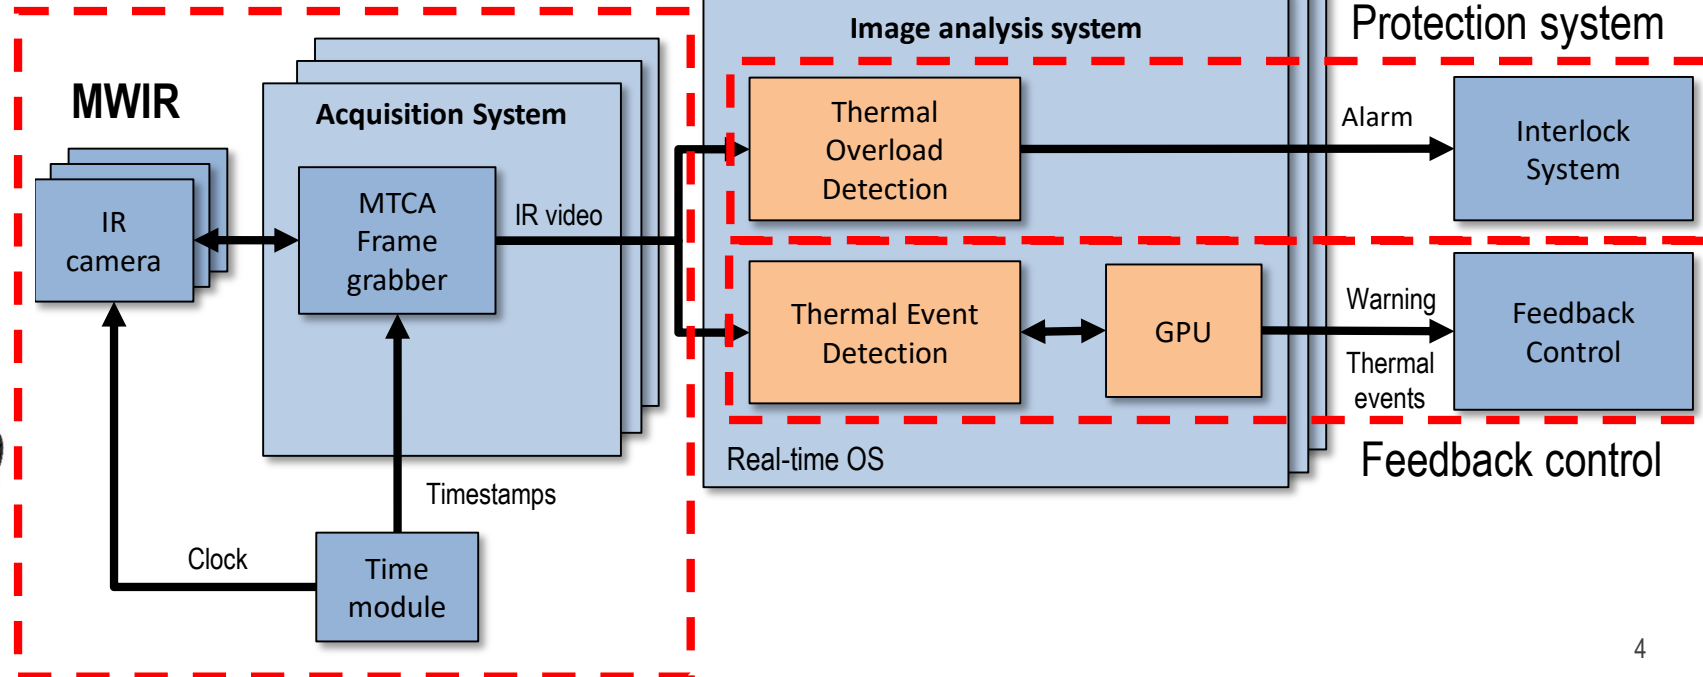 Image analysis system
Protection system
MWIR
Acquisition System
Thermal
Overload
Detection
Alarm
Interlock
System
IR
camera
MTCA
Frame
grabber
IR video
Thermal Event
Detection
GPU
Warning
Thermal
events
Feedback
Control
Real-time OS
Feedback control
Timestamps
Clock
Time
module
4